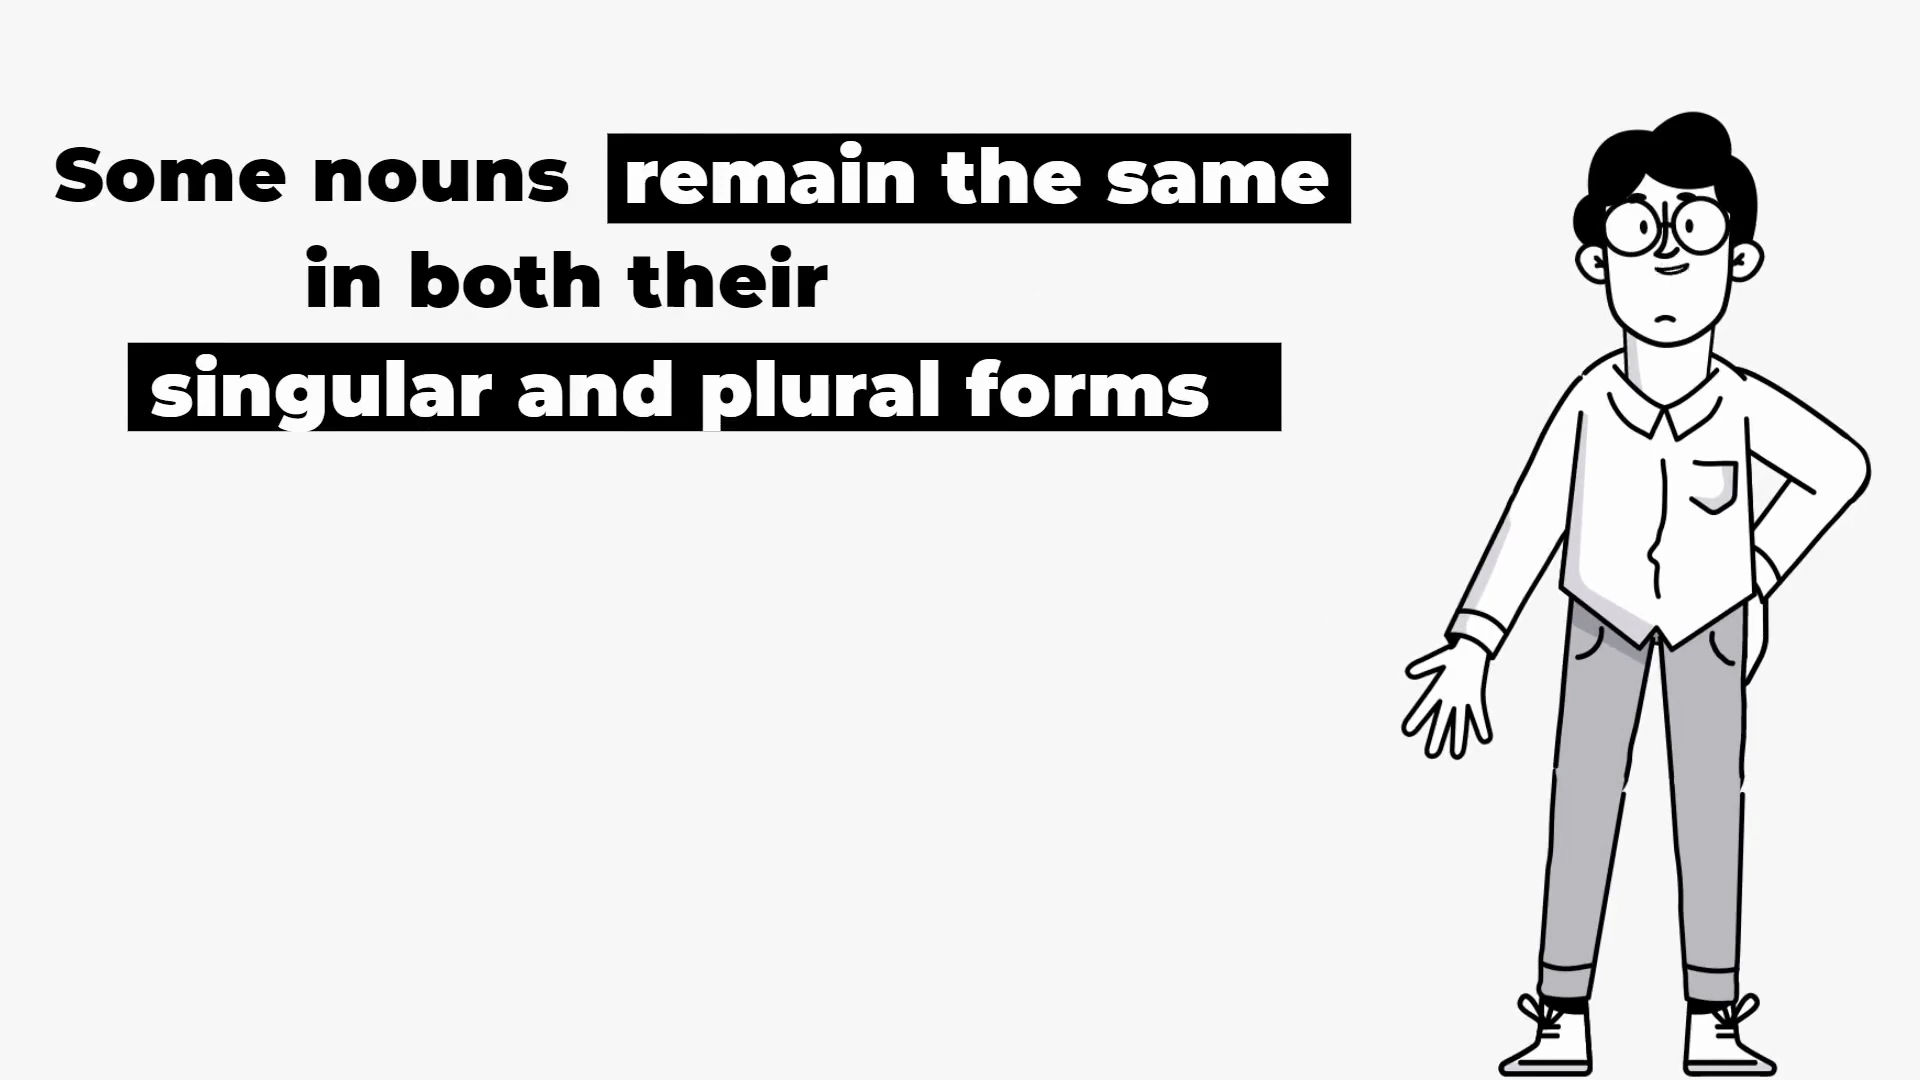 Some nouns remain the same
in both their
singular and plural forms